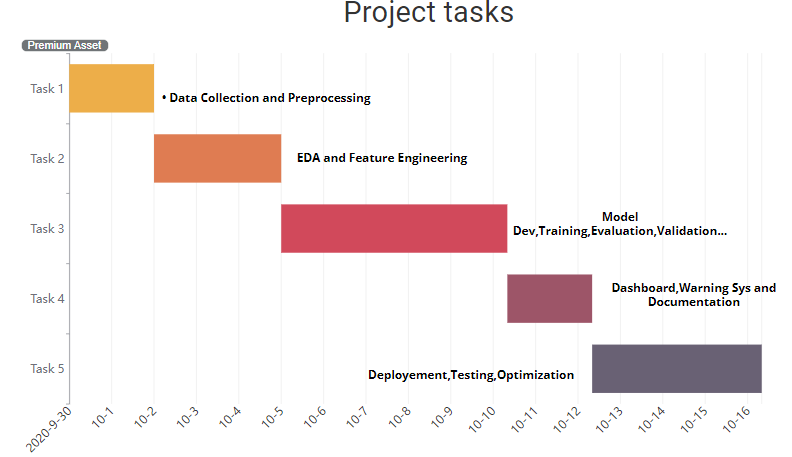 Project tasks
Premium Asset
Task 1
• Data Collection and Preprocessing
Task 2
EDA and Feature Engineering
Task 3
Model
Dev,Training,Evaluation,Validation...
Task 4
Dashboard,Warning Sys and
Documentation
Task 5
Deployement,Testing,Optimization
2020-9-30
10-1
10-2
10-3
10-4
10-5
10-6
10-7
10-8
10-9
10-10
10-11
10-12
10-13
10-14
10-15
10-16